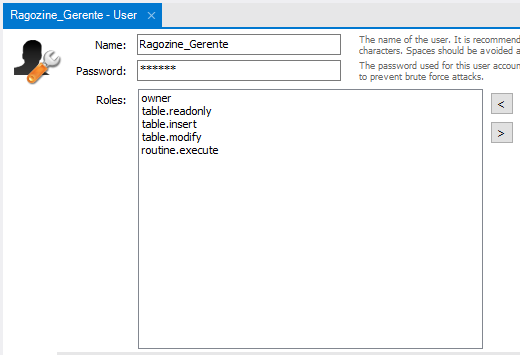 Ragozine_Gerente - User ×
Name: Ragozine_Gerente
The name of the user. It is recommend
characters. Spaces should be avoided a
Password: ******
The password used for this user accoun
to prevent brute force attacks.
Roles:
owner
table.readonly
table.insert
table.modify
routine.execute
<
>